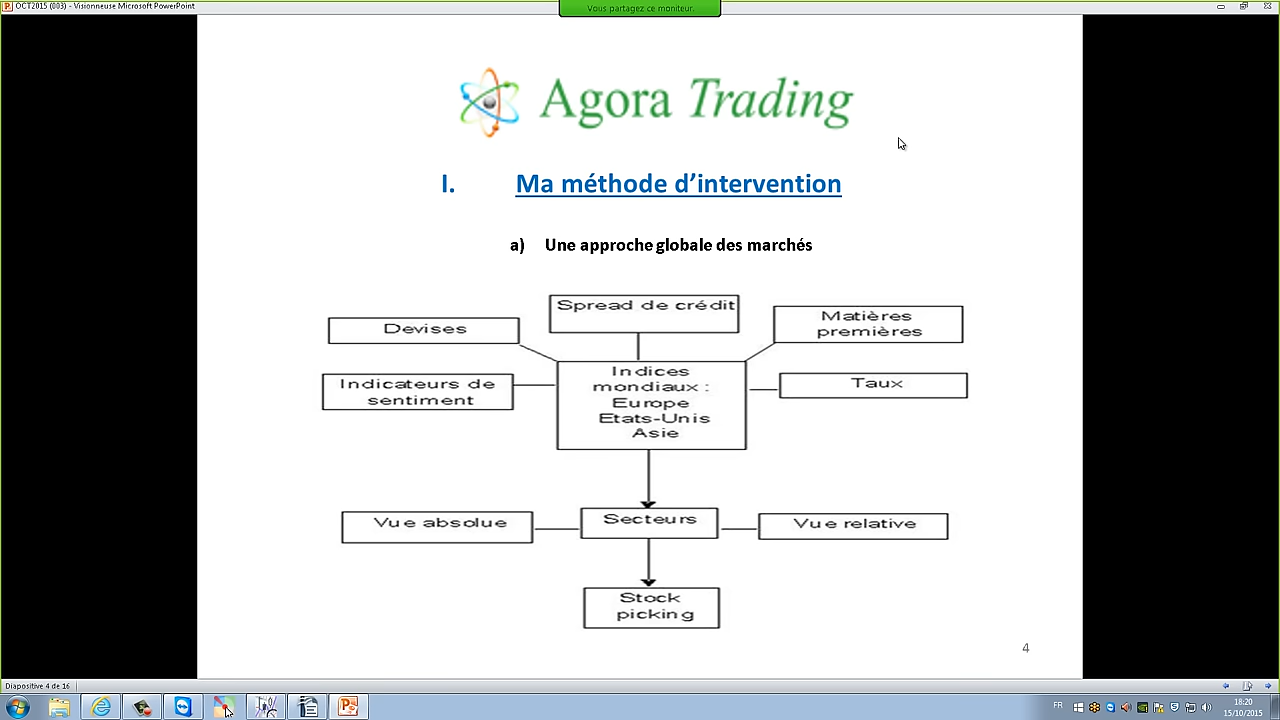 OCT2015 (003) - Visionneuse Microsoft PowerPoint
Vous partagez ce moniteur.
Agora Trading
I. Ma méthode d'intervention
a) Une approche globale des marchés
Spread de crédit
Devises
Matières
premières
Indicateurs de
sentiment
Indices
mondiaux :
Europe
Etats-Unis
Asie
Taux
Vue absolue
Secteurs
Vue relative
Stock
picking
4
Diapositive 4 de 16
FR
18:20
15/10/2015